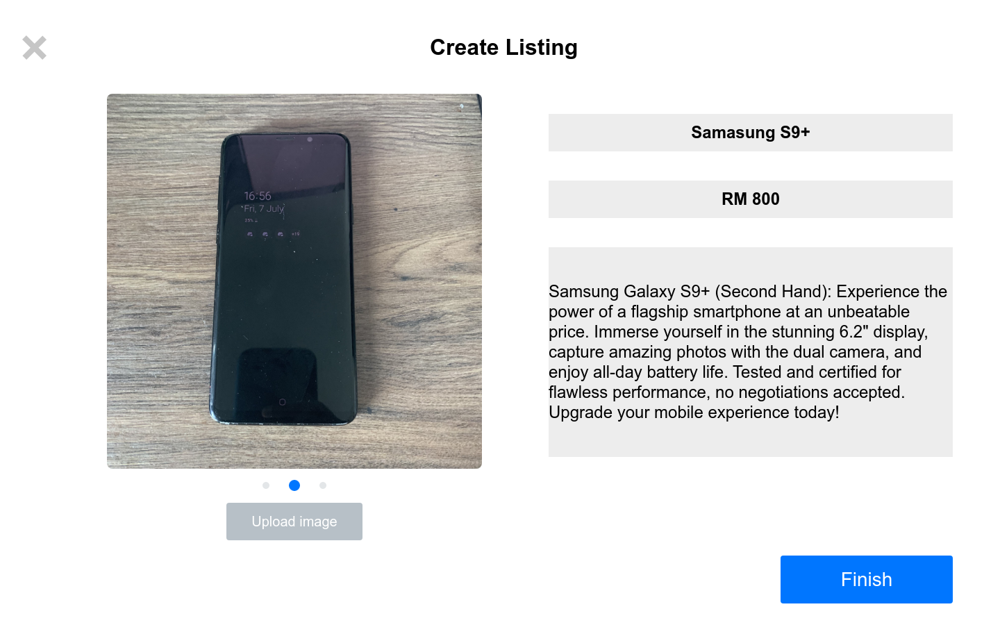 Create Listing
16:56
Fri, 7 July
25%
+19
Samasung S9+
RM 800
Samsung Galaxy S9+ (Second Hand): Experience the
power of a flagship smartphone at an unbeatable
price. Immerse yourself in the stunning 6.2" display,
capture amazing photos with the dual camera, and
enjoy all-day battery life. Tested and certified for
flawless performance, no negotiations accepted.
Upgrade your mobile experience today!
Upload image
Finish